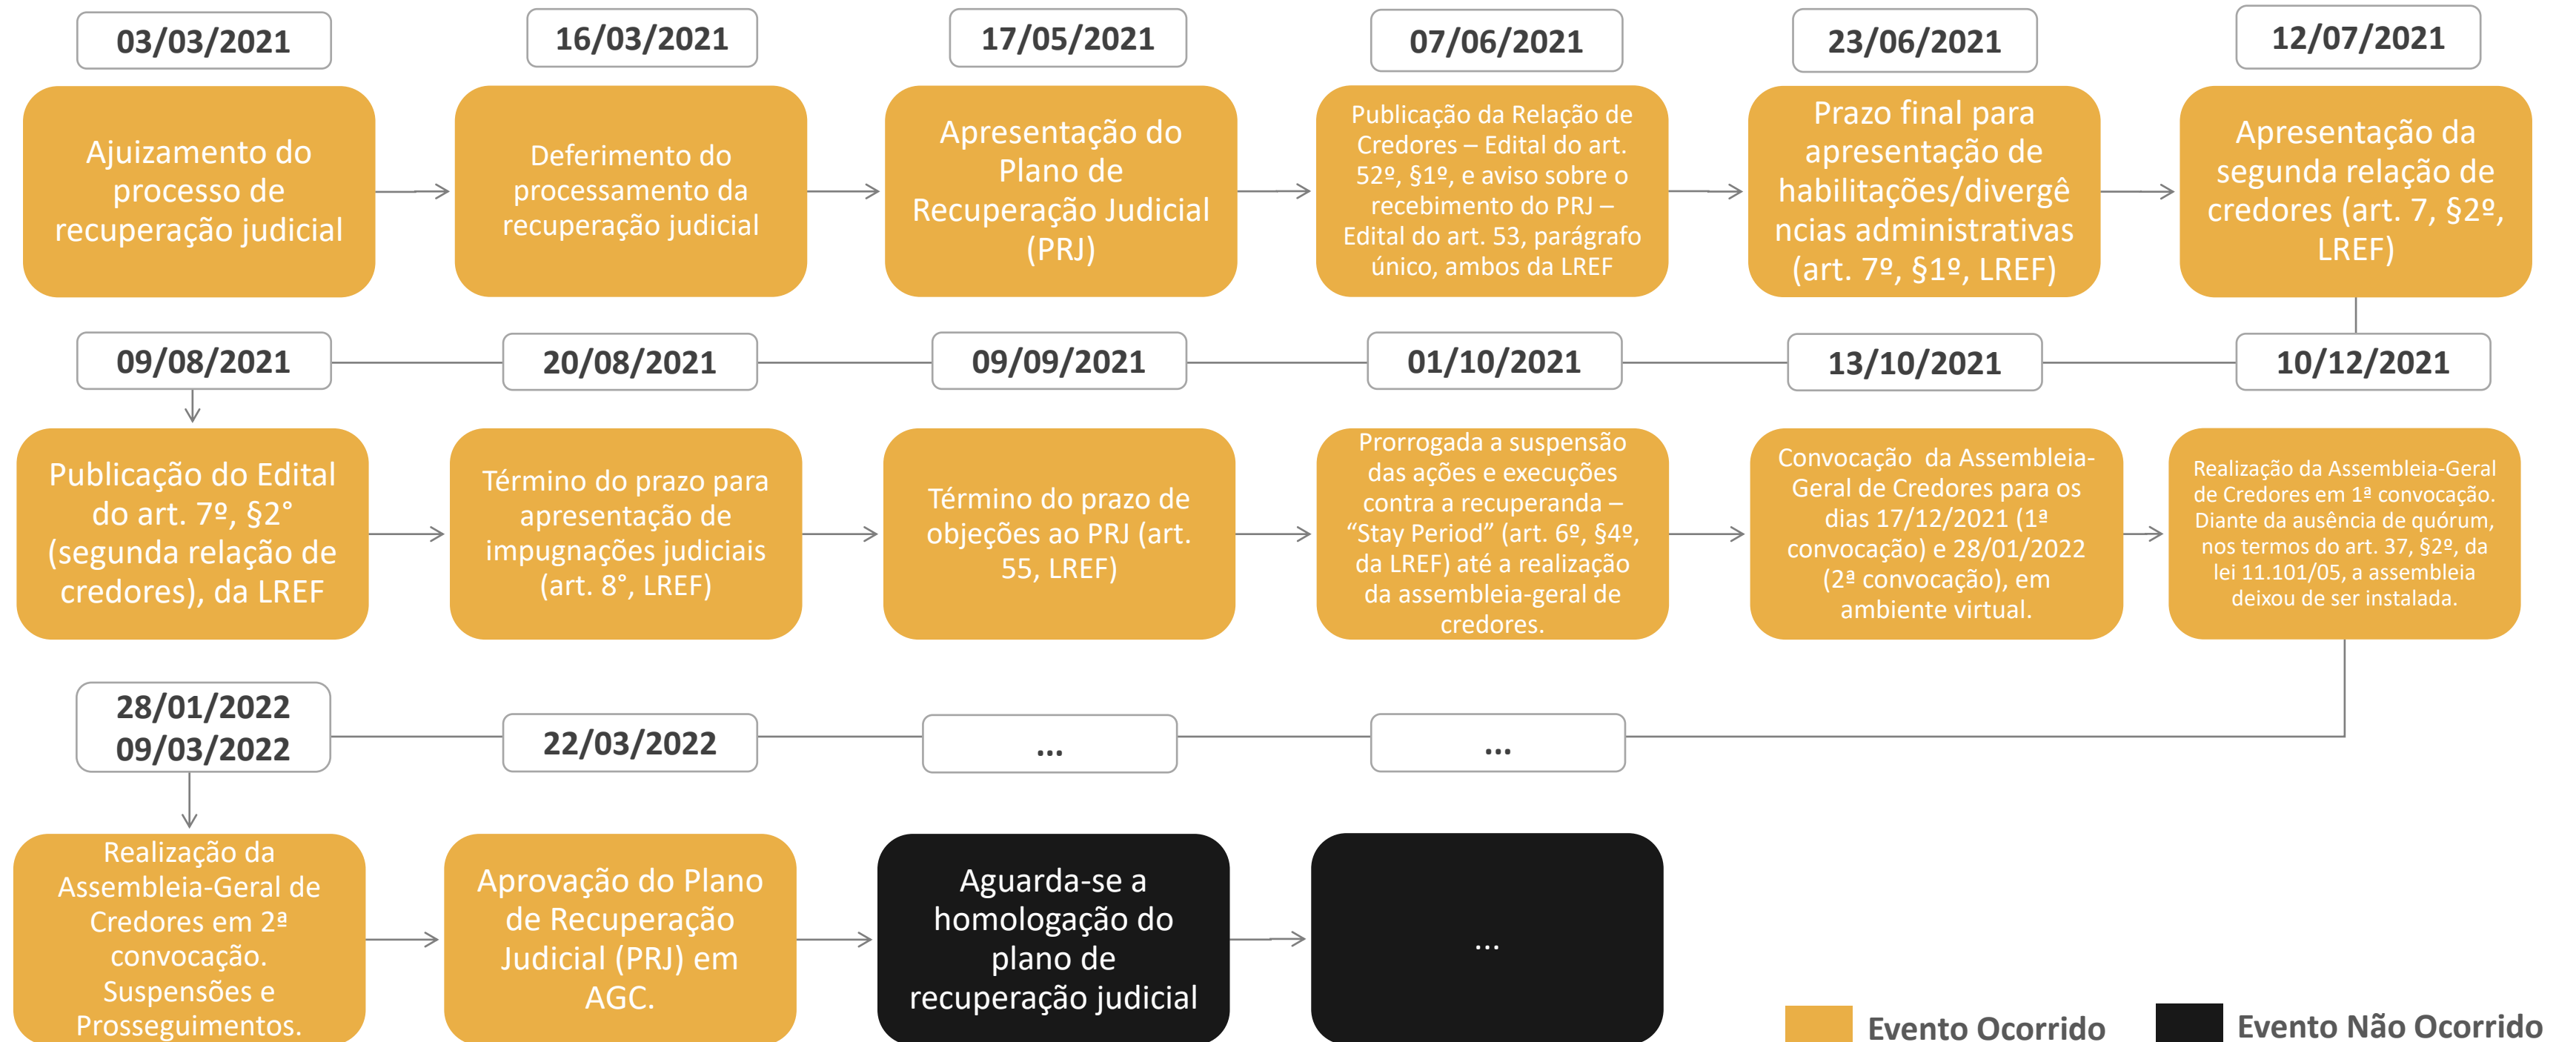 03/03/2021
16/03/2021
17/05/2021
07/06/2021
23/06/2021
12/07/2021
Ajuizamento do
processo de
recuperação judicial
Deferimento do
processamento da
recuperação judicial
Apresentação do
Plano de
Recuperação Judicial
(PRJ)
Publicação da Relação de
Credores – Edital do art.
52º, §1º, e aviso sobre o
recebimento do PRJ –
Edital do art. 53, parágrafo
único, ambos da LREF
Prazo final para
apresentação de
habilitações/divergê
ncias administrativas
(art. 7º, §1º, LREF)
Apresentação da
segunda relação de
credores (art. 7, §2º,
LREF)
09/08/2021
20/08/2021
09/09/2021
01/10/2021
13/10/2021
10/12/2021
Publicação do Edital
do art. 7º, §2°
(segunda relação de
credores), da LREF
Término do prazo para
apresentação de
impugnações judiciais
(art. 8°, LREF)
Término do prazo de
objeções ao PRJ (art.
55, LREF)
Prorrogada a suspensão
das ações e execuções
contra a recuperanda –
“Stay Period” (art. 6º, §4º,
da LREF) até a realização
da assembleia-geral de
credores.
Convocação da Assembleia-
Geral de Credores para os
dias 17/12/2021 (1ª
convocação) e 28/01/2022
(2ª convocação), em
ambiente virtual.
Realização da Assembleia-Geral
de Credores em 1ª convocação.
Diante da ausência de quórum,
nos termos do art. 37, §2º, da
lei 11.101/05, a assembleia
deixou de ser instalada.
28/01/2022
09/03/2022
22/03/2022
...
...
Realização da
Assembleia-Geral de
Credores em 2ª
convocação.
Suspensões e
Prosseguimentos.
Aprovação do Plano
de Recuperação
Judicial (PRJ) em
AGC.
Aguarda-se a
homologação do
plano de
recuperação judicial
...
Evento Ocorrido
Evento Não Ocorrido